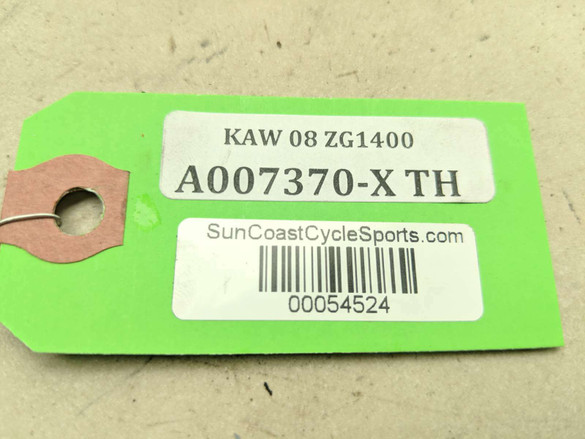 KAW 08 ZG1400
A007370-X TH
SunCoastCycleSports.com
00054524